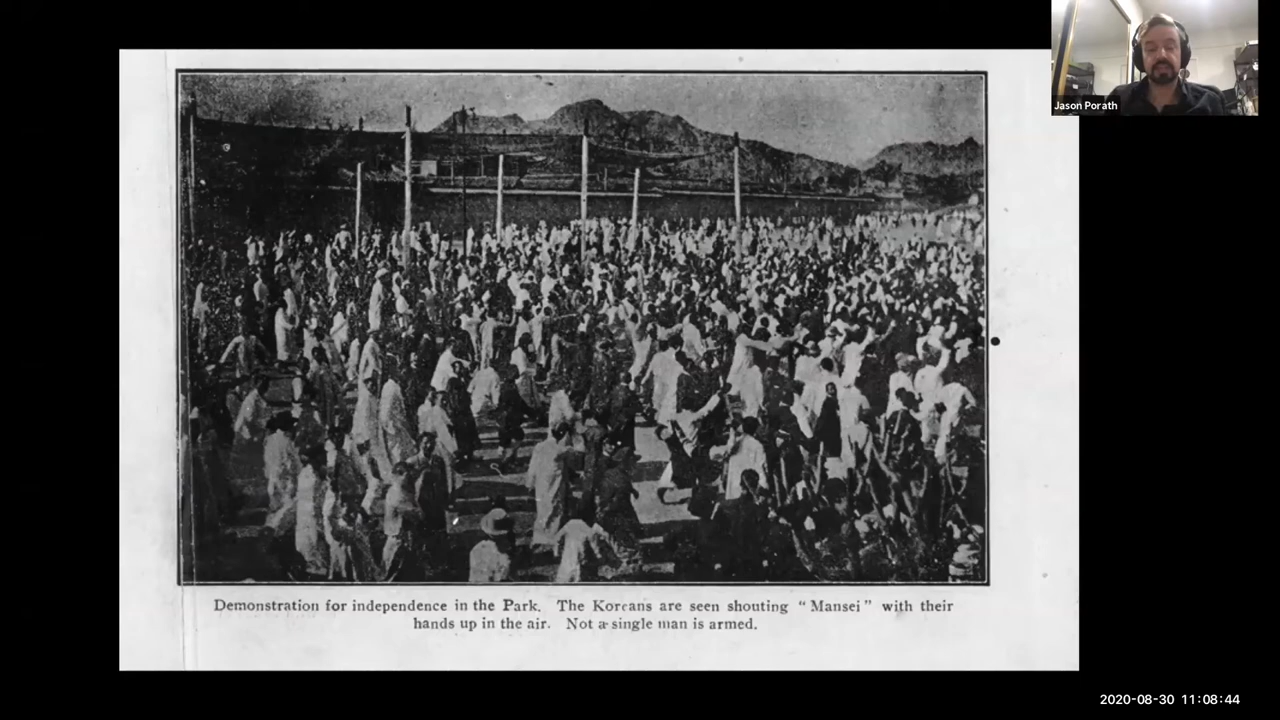 Jason Porath
Demonstration for independence in the Park. The Koreans are seen shouting "Mansei" with their
hands up in the air. Not a single man is armed.
2020-08-30 11:08:44